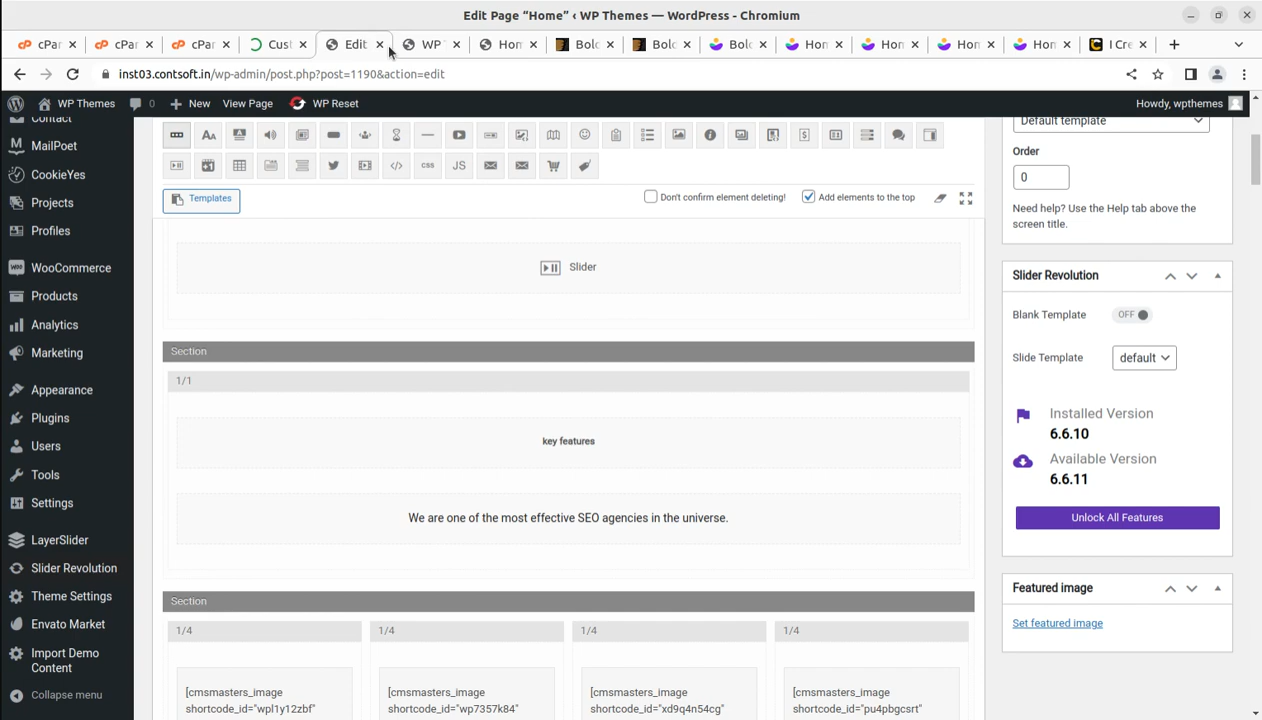 Edit Page “Home” ‹ WP Themes — WordPress - Chromium
cPar
cPar
cPar
Cust
Edit
WP
Hom
Bolc
Bolc
Bolc
Hon
Hon
Hon
Hon
I Cre
inst03.contsoft.in/wp-admin/post.php?post=1190&action=edit
WP Themes
0
New
View Page
WP Reset
Howdy, wpthemes
Contact
MailPoet
CookieYes
Projects
Profiles
WooCommerce
Products
Analytics
Marketing
Appearance
Plugins
Users
Tools
Settings
LayerSlider
Slider Revolution
Theme Settings
Envato Market
Import Demo
Content
Collapse menu
CSS
JS
Templates
Don't confirm element deleting!
Add elements to the top
Slider
Section
1/1
key features
We are one of the most effective SEO agencies in the universe.
Section
1/4
1/4
1/4
1/4
[cmsmasters_image
shortcode_id="wpl1y12zbf"
[cmsmasters_image
shortcode_id="wp7357k84"
[cmsmasters_image
shortcode_id="xd9q4n54cg"
[cmsmasters_image
shortcode_id="pu4pbgcsrt"
Default template
Order
0
Need help? Use the Help tab above the
screen title.
Slider Revolution
Blank Template
OFF
Slide Template
default
Installed Version
6.6.10
Available Version
6.6.11
Unlock All Features
Featured image
Set featured image